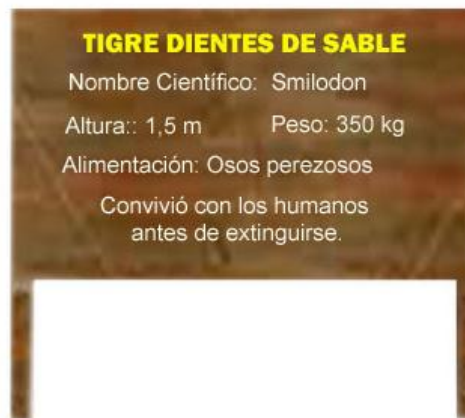 TIGRE DIENTES DE SABLE
Nombre Científico: Smilodon
Altura:: 1,5 m Peso: 350 kg
Alimentación: Osos perezosos
Convivió con los humanos
antes de extinguirse.